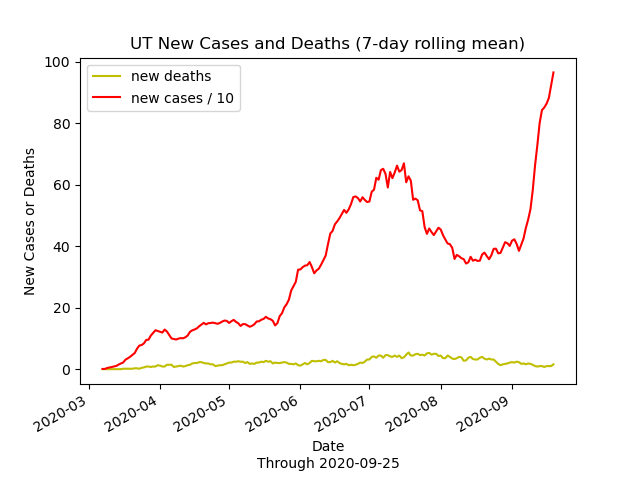 UT New Cases and Deaths (7-day rolling mean)
new deaths
new cases / 10
100
80
60
40
20
0
New Cases or Deaths
2020-03
2020-04
2020-05
2020-06
2020-07
2020-08
2020-09
Date
Through 2020-09-25